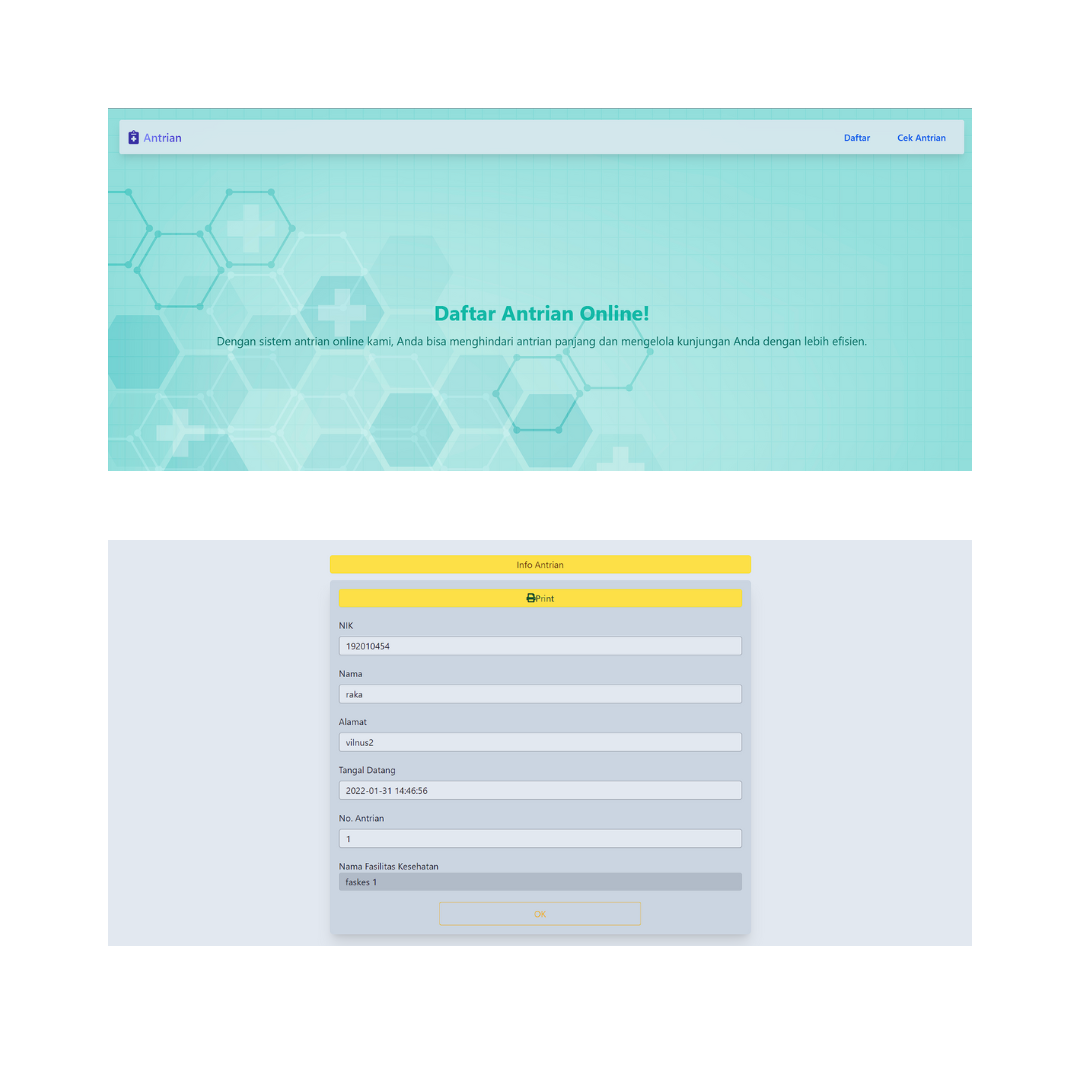 Antrian
Daftar
Cek Antrian
Daftar Antrian Online!
Dengan sistem antrian online kami, Anda bisa menghindari antrian panjang dan mengelola kunjungan Anda dengan lebih efisien.
Info Antrian
Print
NIK
192010454
Nama
raka
Alamat
vilnus2
Tangal Datang
2022-01-31 14:46:56
No. Antrian
1
Nama Fasilitas Kesehatan
faskes 1
OK